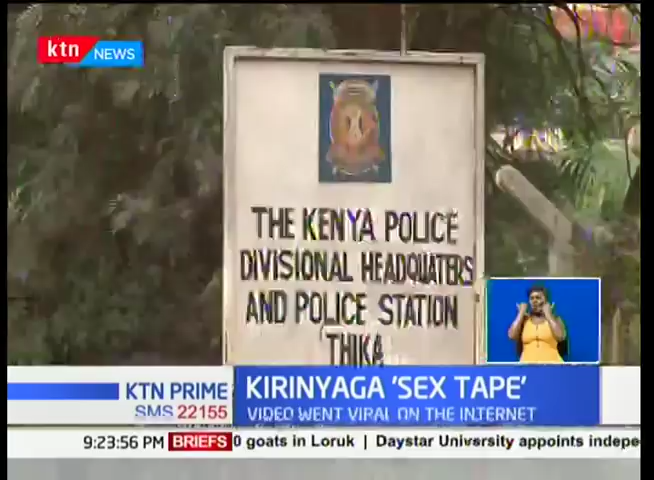 ktn NEWS
THE KENYA POLICE
DIVISIONAL HEADQUATERS
AND POLICE STATION
THIKA
KTN PRIME
SMS 22155
KIRINYAGA 'SEX TAPE'
VIDEO WENT VIRAL ON THE INTERNET
9:23:56 PM BRIEFS 0 goats in Loruk | Daystar Univrsity appoints indepe